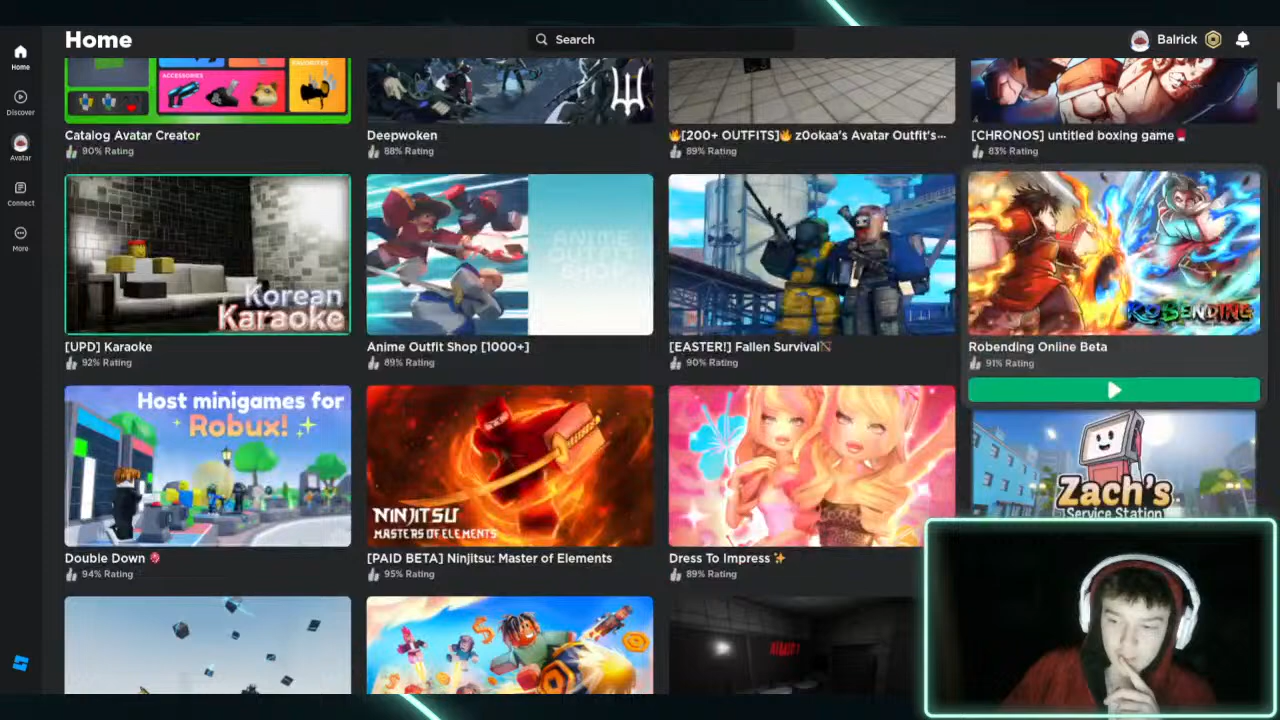 Home
Search
Balrick
Home
Discover
Avatar
Connect
More
ACCESSORIES
FAVORITES
Catalog Avatar Creator
90% Rating
Deepwoken
88% Rating
🔥[200+ OUTFITS]🔥 zOokaa's Avatar Outfit's...
89% Rating
[CHRONOS] untitled boxing game🥊
83% Rating
Korean
Karaoke
[UPD] Karaoke
92% Rating
ANIME
OUTFIT
SHOP
Anime Outfit Shop [1000+]
89% Rating
[EASTER!] Fallen Survival
90% Rating
ROBENDING
Robending Online Beta
91% Rating
Host minigames for
Robux!
Double Down
94% Rating
NINJITSU
MASTERS OF ELEMENTS
[PAID BETA] Ninjitsu: Master of Elements
95% Rating
Dress To Impress ✨
89% Rating
Zach's
Service Station